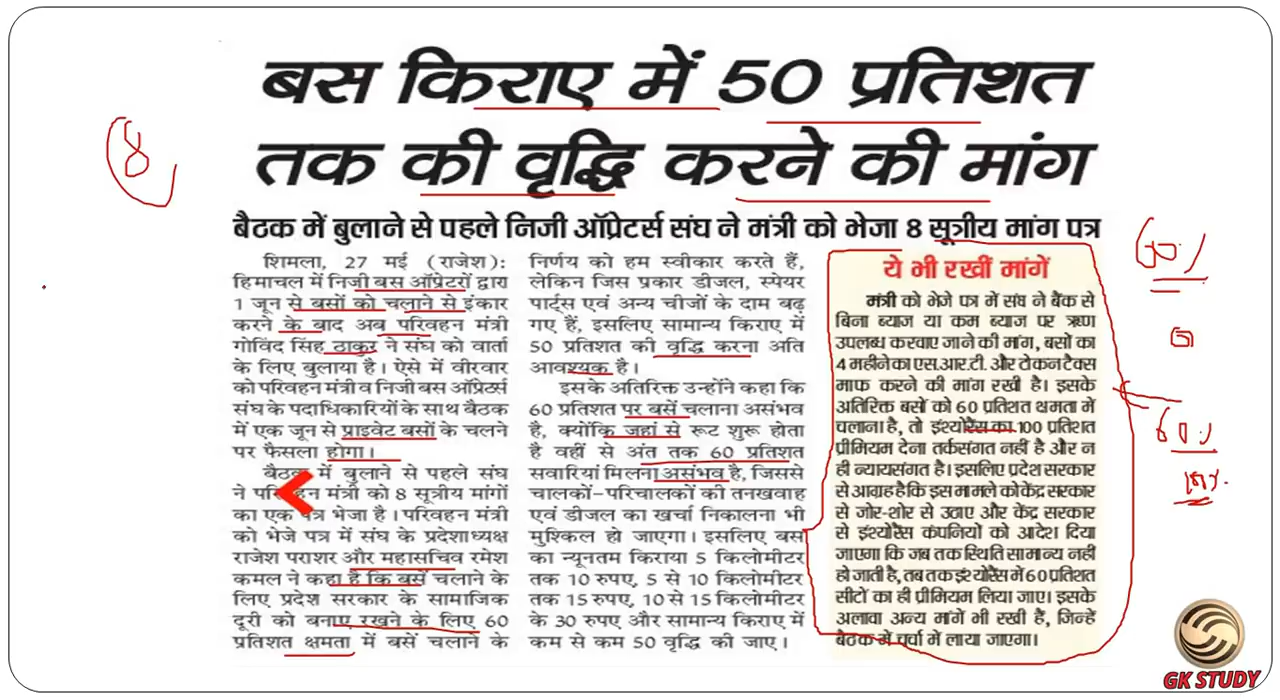 बस किराए में 50 प्रतिशत
तक की वृद्धि करने की मांग
बैठक में बुलाने से पहले निजी ऑप्रेटर्स संघ ने मंत्री को भेजा 8 सूत्रीय मांग पत्र
8
शिमला, 27 मई (राजेश):
हिमाचल में निजी बस ऑप्रेटरों द्वारा
1 जून से बसों को चलाने से इंकार
करने के बाद अब परिवहन मंत्री
गोविंद सिंह ठाकुर ने संघ को वार्ता
के लिए बुलाया है। ऐसे में वीरवार
को परिवहन मंत्री व निजी बस ऑप्रेटर्स
संघ के पदाधिकारियों के साथ बैठक
में एक जून से प्राइवेट बसों के चलने
पर फैसला होगा।
बैठक में बुलाने से पहले संघ
ने परिवहन मंत्री को 8 सूत्रीय मांगों
का एक पत्र भेजा है। परिवहन मंत्री
को भेजे पत्र में संघ के प्रदेशाध्यक्ष
राजेश पराशर और महासचिव रमेश
कमल ने कहा है कि बसें चलाने के
लिए प्रदेश सरकार के सामाजिक
दूरी को बनाए रखने के लिए 60
प्रतिशत क्षमता में बसें चलाने के
निर्णय को हम स्वीकार करते हैं,
लेकिन जिस प्रकार डीजल, स्पेयर
पार्ट्स एवं अन्य चीजों के दाम बढ़
गए हैं, इसलिए सामान्य किराए में
50 प्रतिशत की वृद्धि करना अति
आवश्यक है।
इसके अतिरिक्त उन्होंने कहा कि
60 प्रतिशत पर बसें चलाना असंभव
है, क्योंकि जहां से रूट शुरू होता
है वहीं से अंत तक 60 प्रतिशत
सवारियां मिलना असंभव है, जिससे
चालकों-परिचालकों की तनख्वाह
एवं डीजल का खर्चा निकालना भी
मुश्किल हो जाएगा। इसलिए बस
का न्यूनतम किराया 5 किलोमीटर
तक 10 रुपए, 5 से 10 किलोमीटर
तक 15 रुपए, 10 से 15 किलोमीटर
के 30 रुपए और सामान्य किराए में
कम से कम 50 वृद्धि की जाए।
ये भी रखीं मांगें
मंत्री को भेजे पत्र में संघ ने बैंक से
बिना ब्याज या कम ब्याज पर ऋण
उपलब्ध करवाए जाने की मांग, बसों का
4 महीने का एस.आर.टी. और टोकन टैक्स
माफ करने की मांग रखी है। इसके
अतिरिक्त बसों को 60 प्रतिशत क्षमता में
चलाना है, तो इंश्योरैंस का 100 प्रतिशत
प्रीमियम देना तर्कसंगत नहीं है और न
ही न्यायसंगत है। इसलिए प्रदेश सरकार
से आग्रह है कि इस मामले को केंद्र सरकार
से जोर-शोर से उठाए और केंद्र सरकार
से इंश्योरैंस कंपनियों को आदेश दिया
जाएगा कि जब तक स्थिति सामान्य नहीं
हो जाती है, तब तक इंश्योरैंस में 60 प्रतिशत
सीटों का ही प्रीमियम लिया जाए। इसके
अलावा अन्य मांगें भी रखी हैं, जिन्हें
बैठक में चर्चा में लाया जाएगा।
GK STUDY